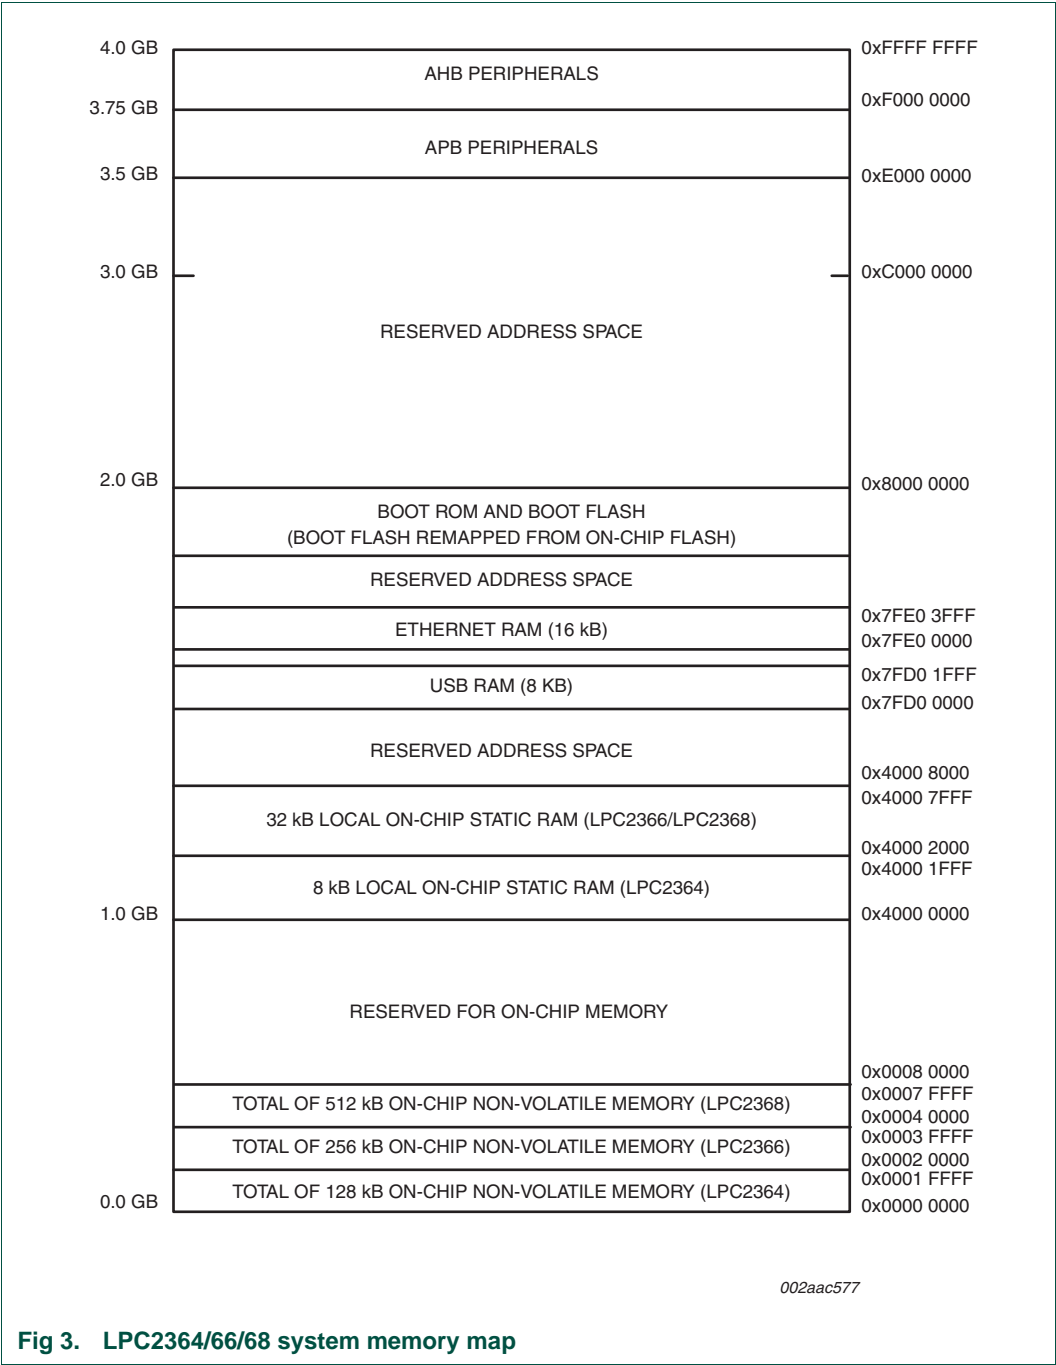 4.0 GB 0xFFFF FFFF
AHB PERIPHERALS
3.75 GB 0xF000 0000
APB PERIPHERALS
3.5 GB 0xE000 0000
3.0 GB 0xC000 0000
RESERVED ADDRESS SPACE
2.0 GB 0x8000 0000
BOOT ROM AND BOOT FLASH
(BOOT FLASH REMAPPED FROM ON-CHIP FLASH)
RESERVED ADDRESS SPACE
0x7FE0 3FFF
ETHERNET RAM (16 kB)
0x7FE0 0000
0x7FD0 1FFF
USB RAM (8 KB)
0x7FD0 0000
RESERVED ADDRESS SPACE
0x4000 8000
0x4000 7FFF
32 kB LOCAL ON-CHIP STATIC RAM (LPC2366/LPC2368)
0x4000 2000
0x4000 1FFF
8 kB LOCAL ON-CHIP STATIC RAM (LPC2364)
1.0 GB 0x4000 0000
RESERVED FOR ON-CHIP MEMORY
0x0008 0000
0x0007 FFFF
TOTAL OF 512 kB ON-CHIP NON-VOLATILE MEMORY (LPC2368)
0x0004 0000
0x0003 FFFF
TOTAL OF 256 kB ON-CHIP NON-VOLATILE MEMORY (LPC2366)
0x0002 0000
0x0001 FFFF
TOTAL OF 128 kB ON-CHIP NON-VOLATILE MEMORY (LPC2364)
0.0 GB 0x0000 0000
002aac577
Fig 3. LPC2364/66/68 system memory map